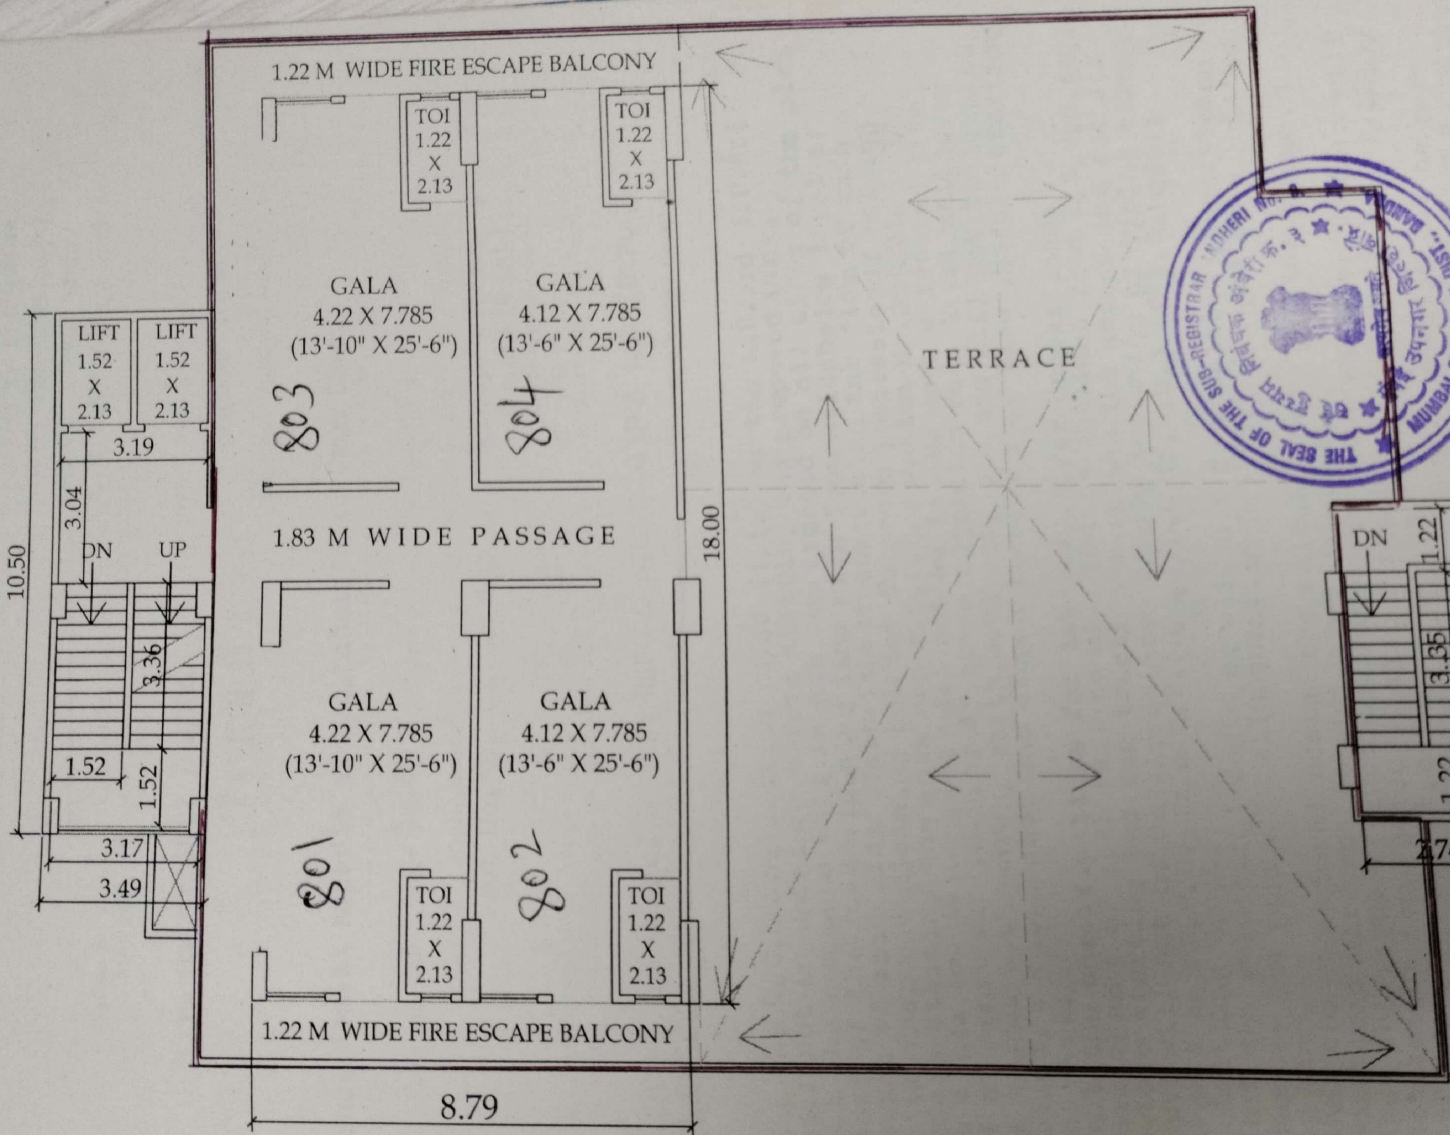 1.22 M WIDE FIRE ESCAPE BALCONY
TOI
1.22
X
2.13
TOI
1.22
X
2.13
GALA
4.22 X 7.785
(13'-10" X 25'-6")
803
GALA
4.12 X 7.785
(13'-6" X 25'-6")
804
TERRACE
LIFT
1.52
X
2.13
LIFT
1.52
X
2.13
3.19
3.04
10.50
DN
UP
3.36
1.52
1.52
3.17
3.49
1.83 M WIDE PASSAGE
18.00
GALA
4.22 X 7.785
(13'-10" X 25'-6")
801
GALA
4.12 X 7.785
(13'-6" X 25'-6")
802
TOI
1.22
X
2.13
TOI
1.22
X
2.13
1.22 M WIDE FIRE ESCAPE BALCONY
8.79
DN
1.22
3.35
1.22
THE SEAL OF THE SUB-REGISTRAR
MUMBAI